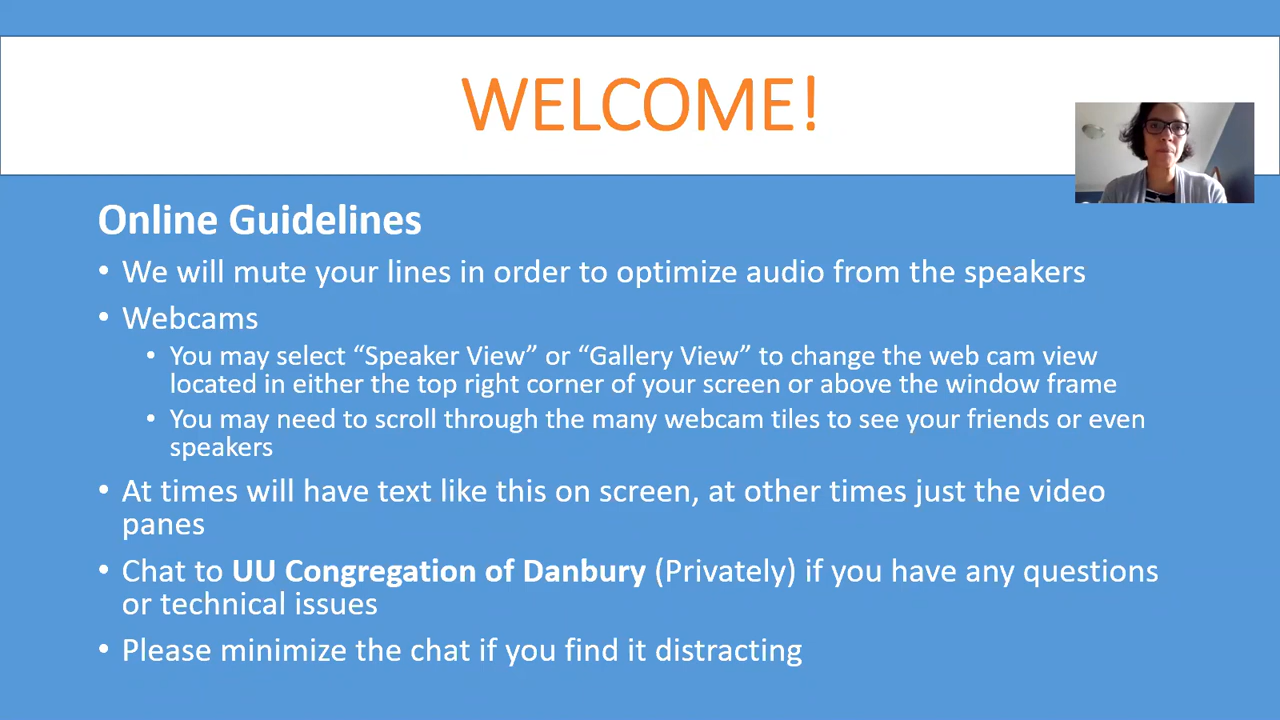 WELCOME!
Online Guidelines
• We will mute your lines in order to optimize audio from the speakers
• Webcams
• You may select “Speaker View” or “Gallery View” to change the web cam view
located in either the top right corner of your screen or above the window frame
• You may need to scroll through the many webcam tiles to see your friends or even
speakers
• At times will have text like this on screen, at other times just the video
panes
• Chat to UU Congregation of Danbury (Privately) if you have any questions
or technical issues
• Please minimize the chat if you find it distracting